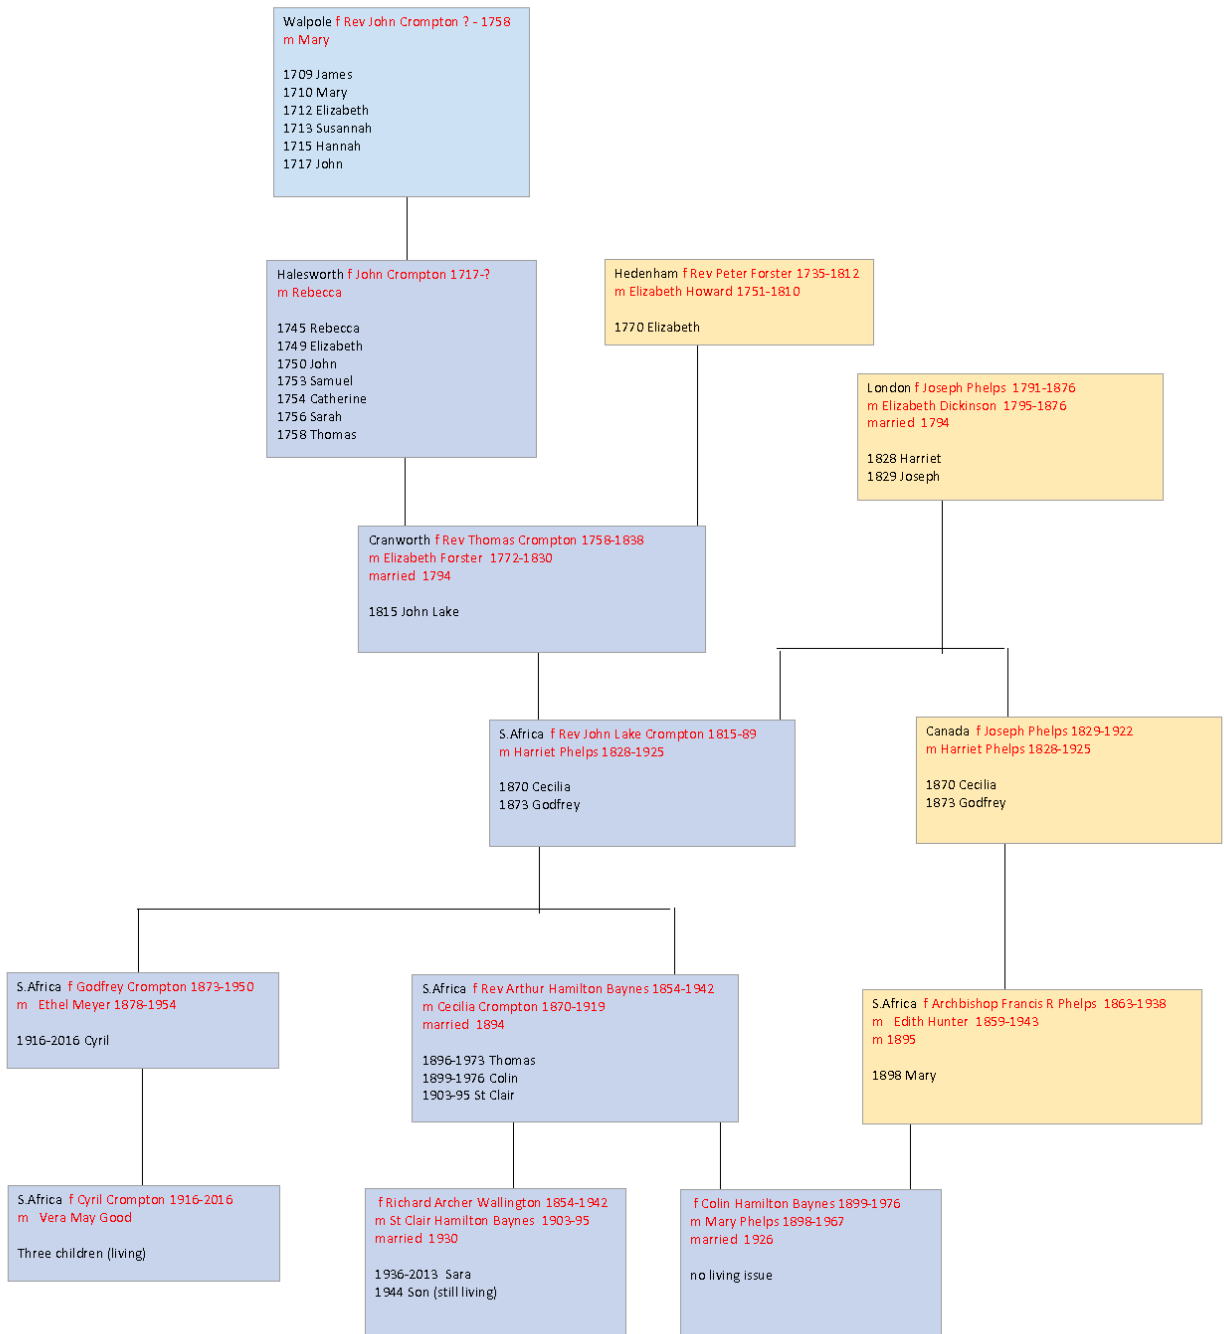 Walpole f Rev John Crompton ? - 1758
m Mary
1709 James
1710 Mary
1712 Elizabeth
1713 Susannah
1715 Hannah
1717 John
Halesworth f John Crompton 1717-?
m Rebecca
1745 Rebecca
1749 Elizabeth
1750 John
1753 Samuel
1754 Catherine
1756 Sarah
1758 Thomas
Hedenham f Rev Peter Forster 1735-1812
m Elizabeth Howard 1751-1810
1770 Elizabeth
London f Joseph Phelps 1791-1876
m Elizabeth Dickinson 1795-1876
married 1794
1828 Harriet
1829 Joseph
Cranworth f Rev Thomas Crompton 1758-1838
m Elizabeth Forster 1772-1830
married 1794
1815 John Lake
S.Africa f Rev John Lake Crompton 1815-89
m Harriet Phelps 1828-1925
1870 Cecilia
1873 Godfrey
Canada f Joseph Phelps 1829-1922
m Harriet Phelps 1828-1925
1870 Cecilia
1873 Godfrey
S.Africa f Godfrey Crompton 1873-1950
m Ethel Meyer 1878-1954
1916-2016 Cyril
S.Africa f Rev Arthur Hamilton Baynes 1854-1942
m Cecilia Crompton 1870-1919
married 1894
1896-1973 Thomas
1899-1976 Colin
1903-95 St Clair
S.Africa f Archbishop Francis R Phelps 1863-1938
m Edith Hunter 1859-1943
m 1895
1898 Mary
S.Africa f Cyril Crompton 1916-2016
m Vera May Good
Three children (living)
f Richard Archer Wallington 1854-1942
m St Clair Hamilton Baynes 1903-95
married 1930
1936-2013 Sara
1944 Son (still living)
f Colin Hamilton Baynes 1899-1976
m Mary Phelps 1898-1967
married 1926
no living issue